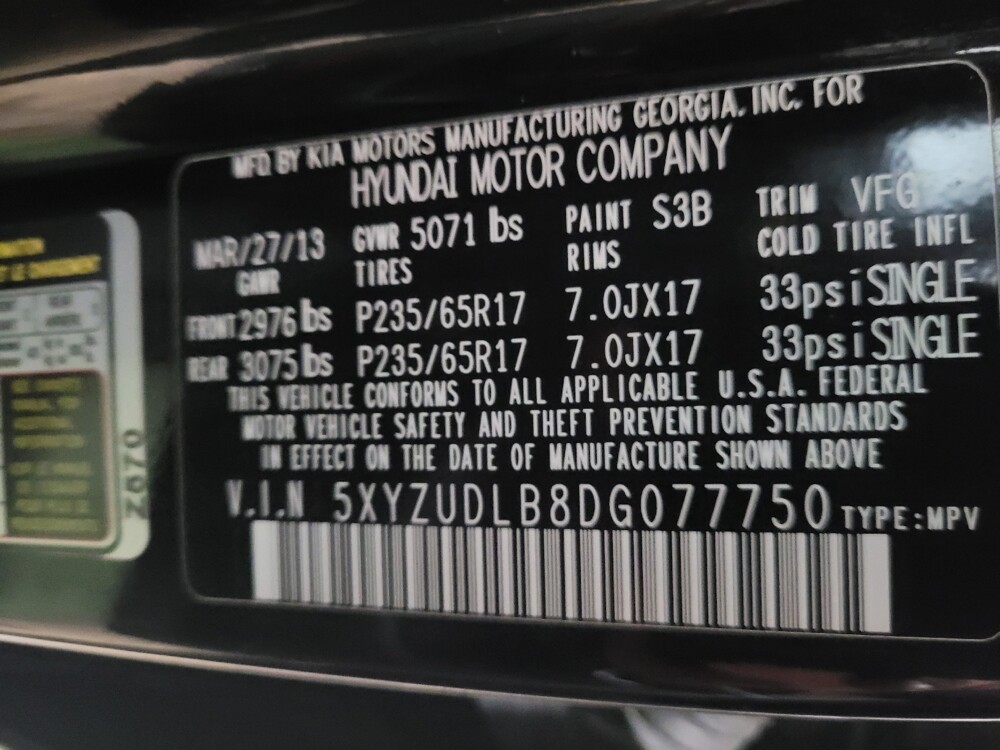 MFD BY KIA MOTORS MANUFACTURING GEORGIA, INC. FOR
HYUNDAI MOTOR COMPANY
MAR/27/13 GVWR 5071 lbs PAINT S3B TRIM VFG
GAWR TIRES RIMS COLD TIRE INFL
FRONT 2976 lbs P235/65R17 7.0JX17 33psi SINGLE
REAR 3075 lbs P235/65R17 7.0JX17 33psi SINGLE
THIS VEHICLE CONFORMS TO ALL APPLICABLE U.S.A. FEDERAL
MOTOR VEHICLE SAFETY AND THEFT PREVENTION STANDARDS
IN EFFECT ON THE DATE OF MANUFACTURE SHOWN ABOVE
V.I.N 5XYZUDLB8DG077750 TYPE:MPV